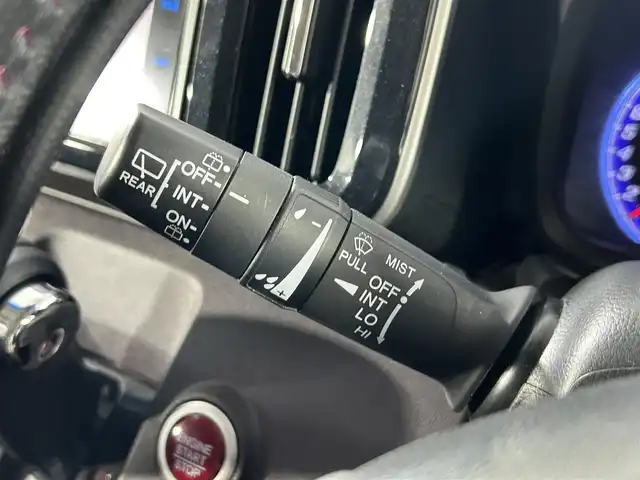 REAR
OFF
INT
ON
PULL
MIST
OFF
INT
LO
HI
ENGINE
START
STOP